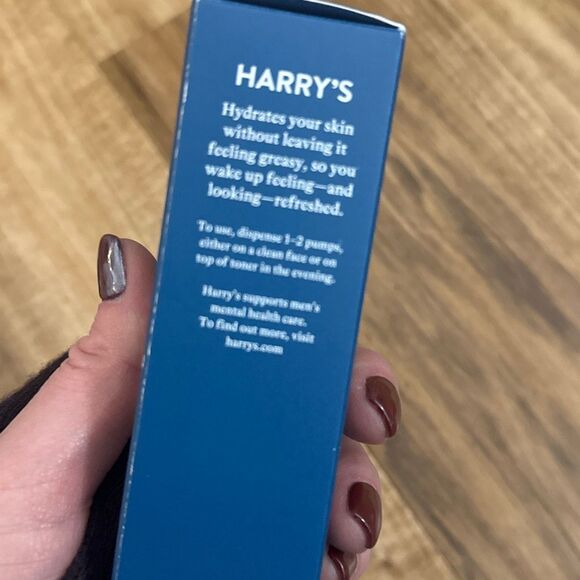 HARRY'S
Hydrates your skin
without leaving it
feeling greasy, so you
wake up feeling—and
looking—refreshed.
To use, dispense 1–2 pumps,
either on a clean face or on
top of toner in the evening.
Harry's supports men's
mental health care.
To find out more, visit
harrys.com